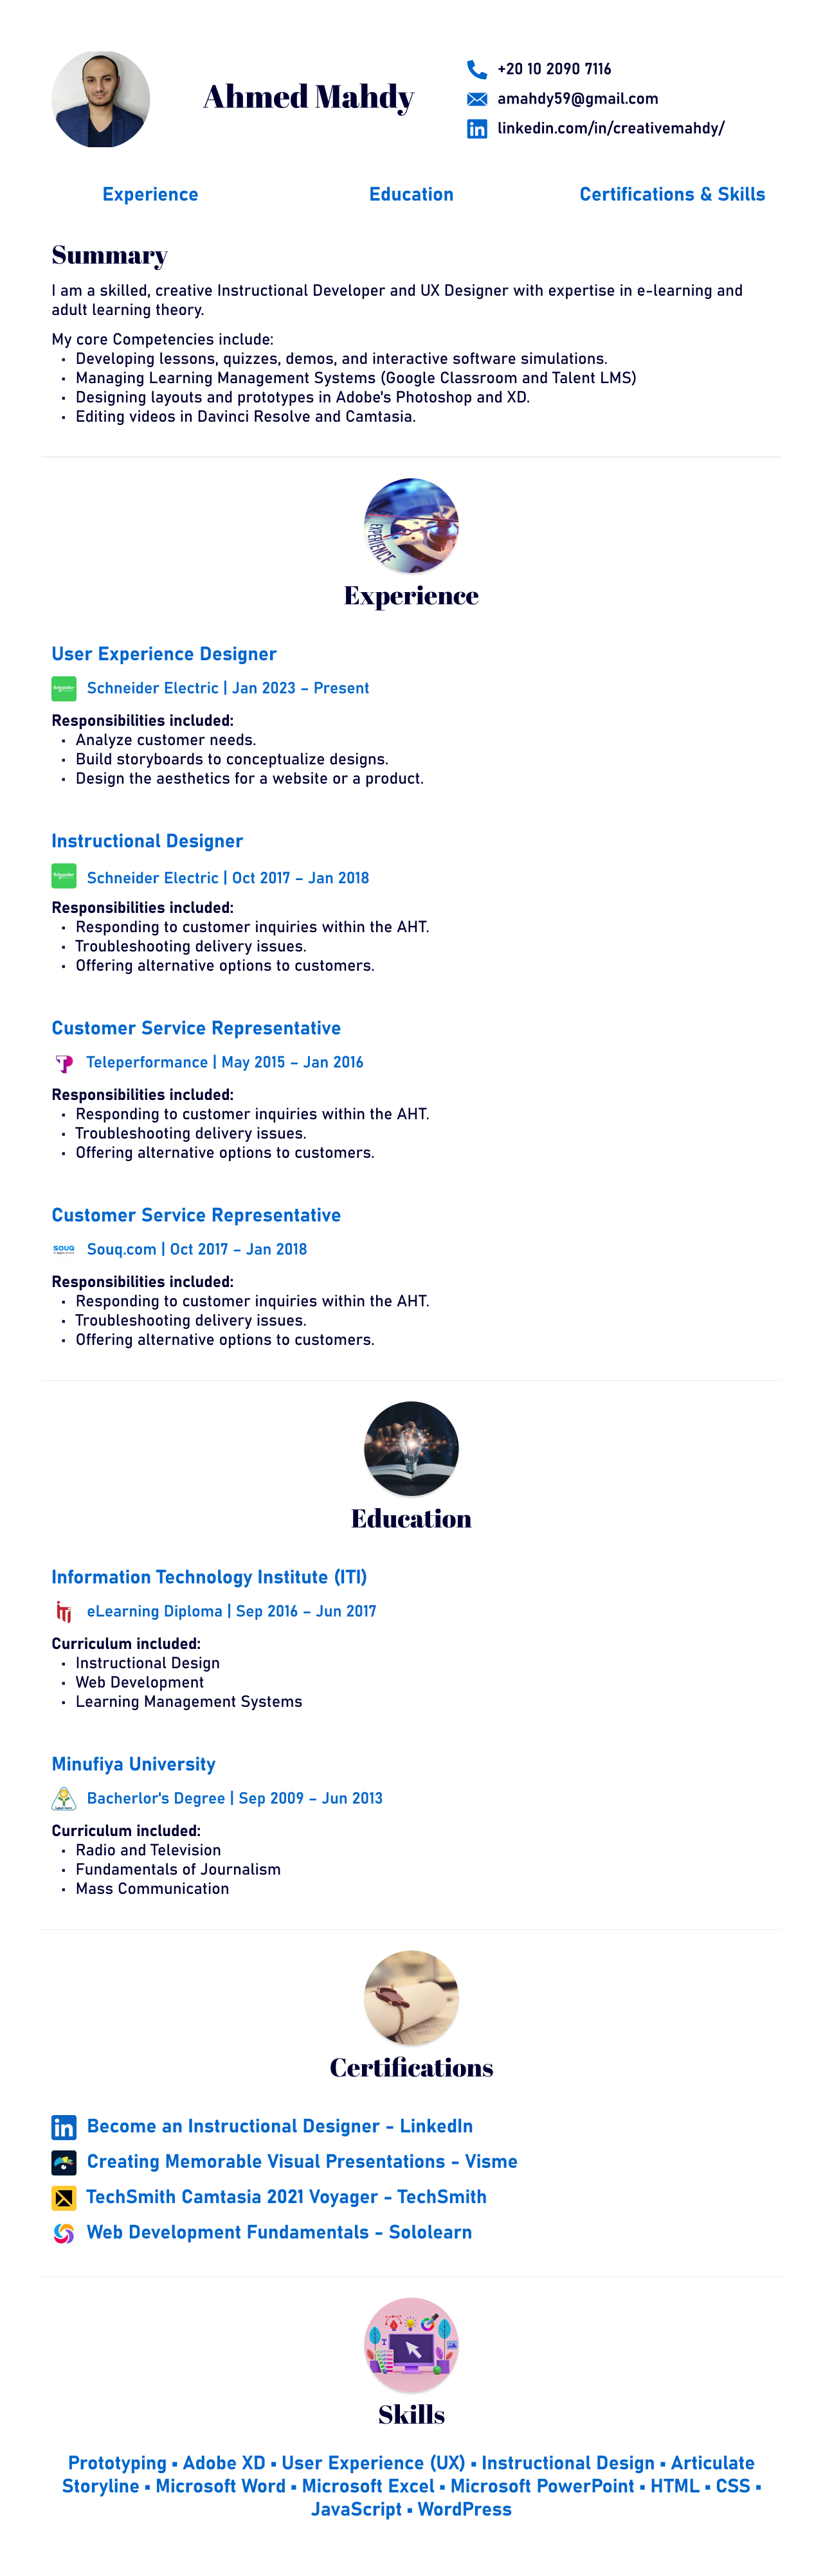 Ahmed Mahdy
+20 10 2090 7116
amahdy59@gmail.com
linkedin.com/in/creativemahdy/
Experience
Education
Certifications & Skills
Summary
I am a skilled, creative Instructional Developer and UX Designer with expertise in e-learning and
adult learning theory.
My core Competencies include:
• Developing lessons, quizzes, demos, and interactive software simulations.
• Managing Learning Management Systems (Google Classroom and Talent LMS)
• Designing layouts and prototypes in Adobe's Photoshop and XD.
• Editing videos in Davinci Resolve and Camtasia.
EXPERIENCE
Experience
User Experience Designer
Schneider Electric | Jan 2023 – Present
Responsibilities included:
• Analyze customer needs.
• Build storyboards to conceptualize designs.
• Design the aesthetics for a website or a product.
Instructional Designer
Schneider Electric | Oct 2017 – Jan 2018
Responsibilities included:
• Responding to customer inquiries within the AHT.
• Troubleshooting delivery issues.
• Offering alternative options to customers.
Customer Service Representative
Teleperformance | May 2015 – Jan 2016
Responsibilities included:
• Responding to customer inquiries within the AHT.
• Troubleshooting delivery issues.
• Offering alternative options to customers.
Customer Service Representative
souq
Souq.com | Oct 2017 – Jan 2018
Responsibilities included:
• Responding to customer inquiries within the AHT.
• Troubleshooting delivery issues.
• Offering alternative options to customers.
Education
Information Technology Institute (ITI)
iti eLearning Diploma | Sep 2016 – Jun 2017
Curriculum included:
• Instructional Design
• Web Development
• Learning Management Systems
Minufiya University
Bacherlor's Degree | Sep 2009 – Jun 2013
Curriculum included:
• Radio and Television
• Fundamentals of Journalism
• Mass Communication
Certifications
in Become an Instructional Designer - LinkedIn
Creating Memorable Visual Presentations - Visme
TechSmith Camtasia 2021 Voyager - TechSmith
Web Development Fundamentals - Sololearn
Skills
Prototyping ▪ Adobe XD ▪ User Experience (UX) ▪ Instructional Design ▪ Articulate
Storyline ▪ Microsoft Word ▪ Microsoft Excel ▪ Microsoft PowerPoint ▪ HTML ▪ CSS ▪
JavaScript ▪ WordPress